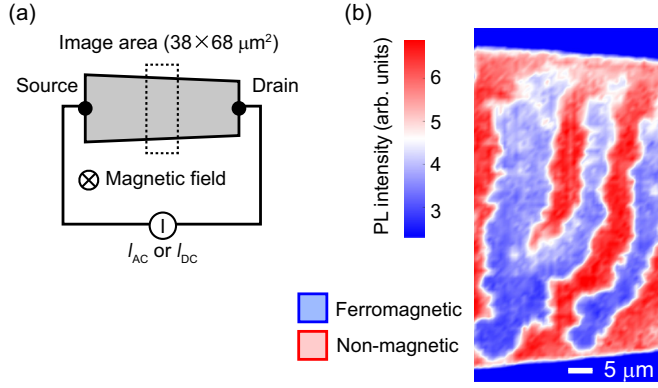 (a)
Image area (38×68 μm²)
Source
Drain
⊗ Magnetic field
I
I_AC or I_DC
(b)
PL intensity (arb. units)
6
5
4
3
Ferromagnetic
Non-magnetic
5 μm